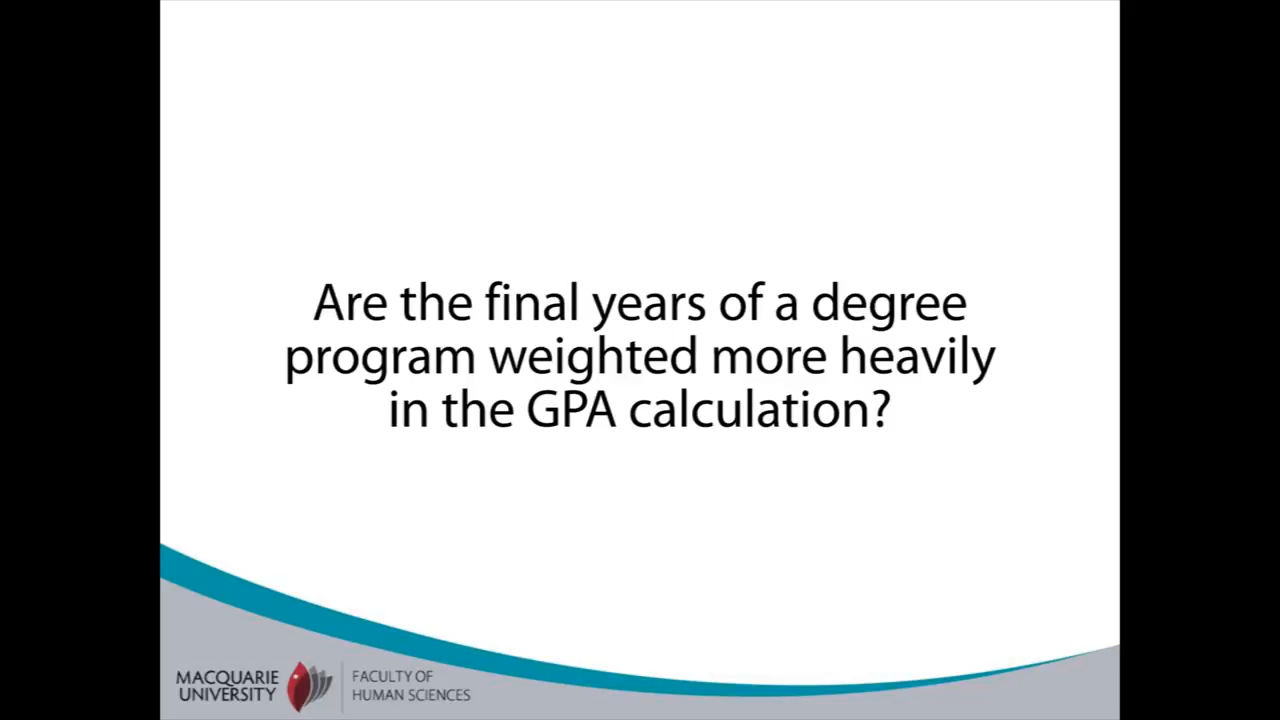 Are the final years of a degree
program weighted more heavily
in the GPA calculation?
MACQUARIE
UNIVERSITY
FACULTY OF
HUMAN SCIENCES